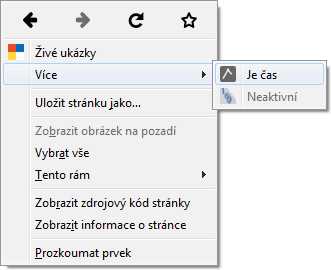 Živé ukázky
Více
Je čas
Neaktivní
Uložit stránku jako...
Zobrazit obrázek na pozadí
Vybrat vše
Tento rám
Zobrazit zdrojový kód stránky
Zobrazit informace o stránce
Prozkoumat prvek